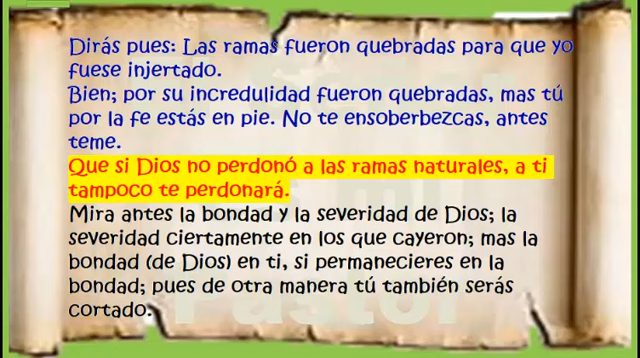 Dirás pues: Las ramas fueron quebradas para que yo
fuese injertado.
Bien; por su incredulidad fueron quebradas, mas tú
por la fe estás en pie. No te ensoberbezcas, antes
teme.
Que si Dios no perdonó a las ramas naturales, a ti
tampoco te perdonará.
Mira antes la bondad y la severidad de Dios; la
severidad ciertamente en los que cayeron; mas la
bondad (de Dios) en ti, si permanecieres en la
bondad; pues de otra manera tú también serás
cortado.
Pastor